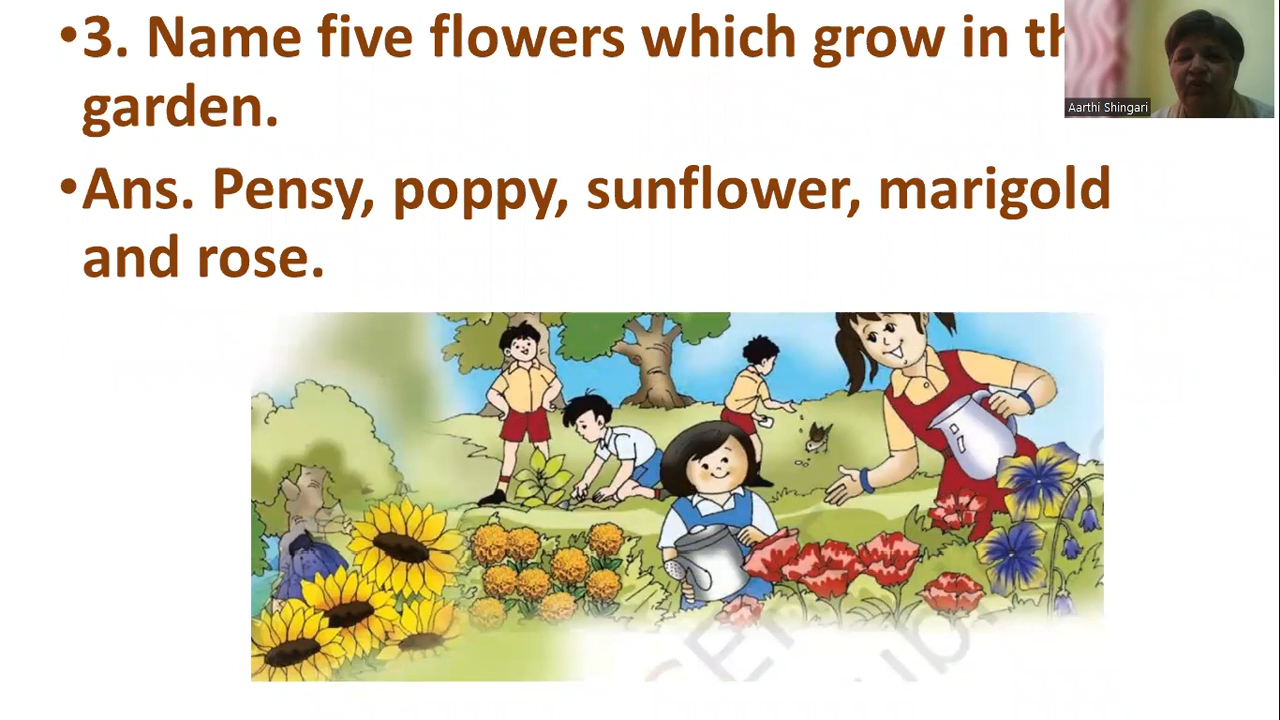 •3. Name five flowers which grow in th
garden.
Aarthi Shingari
•Ans. Pensy, poppy, sunflower, marigold
and rose.